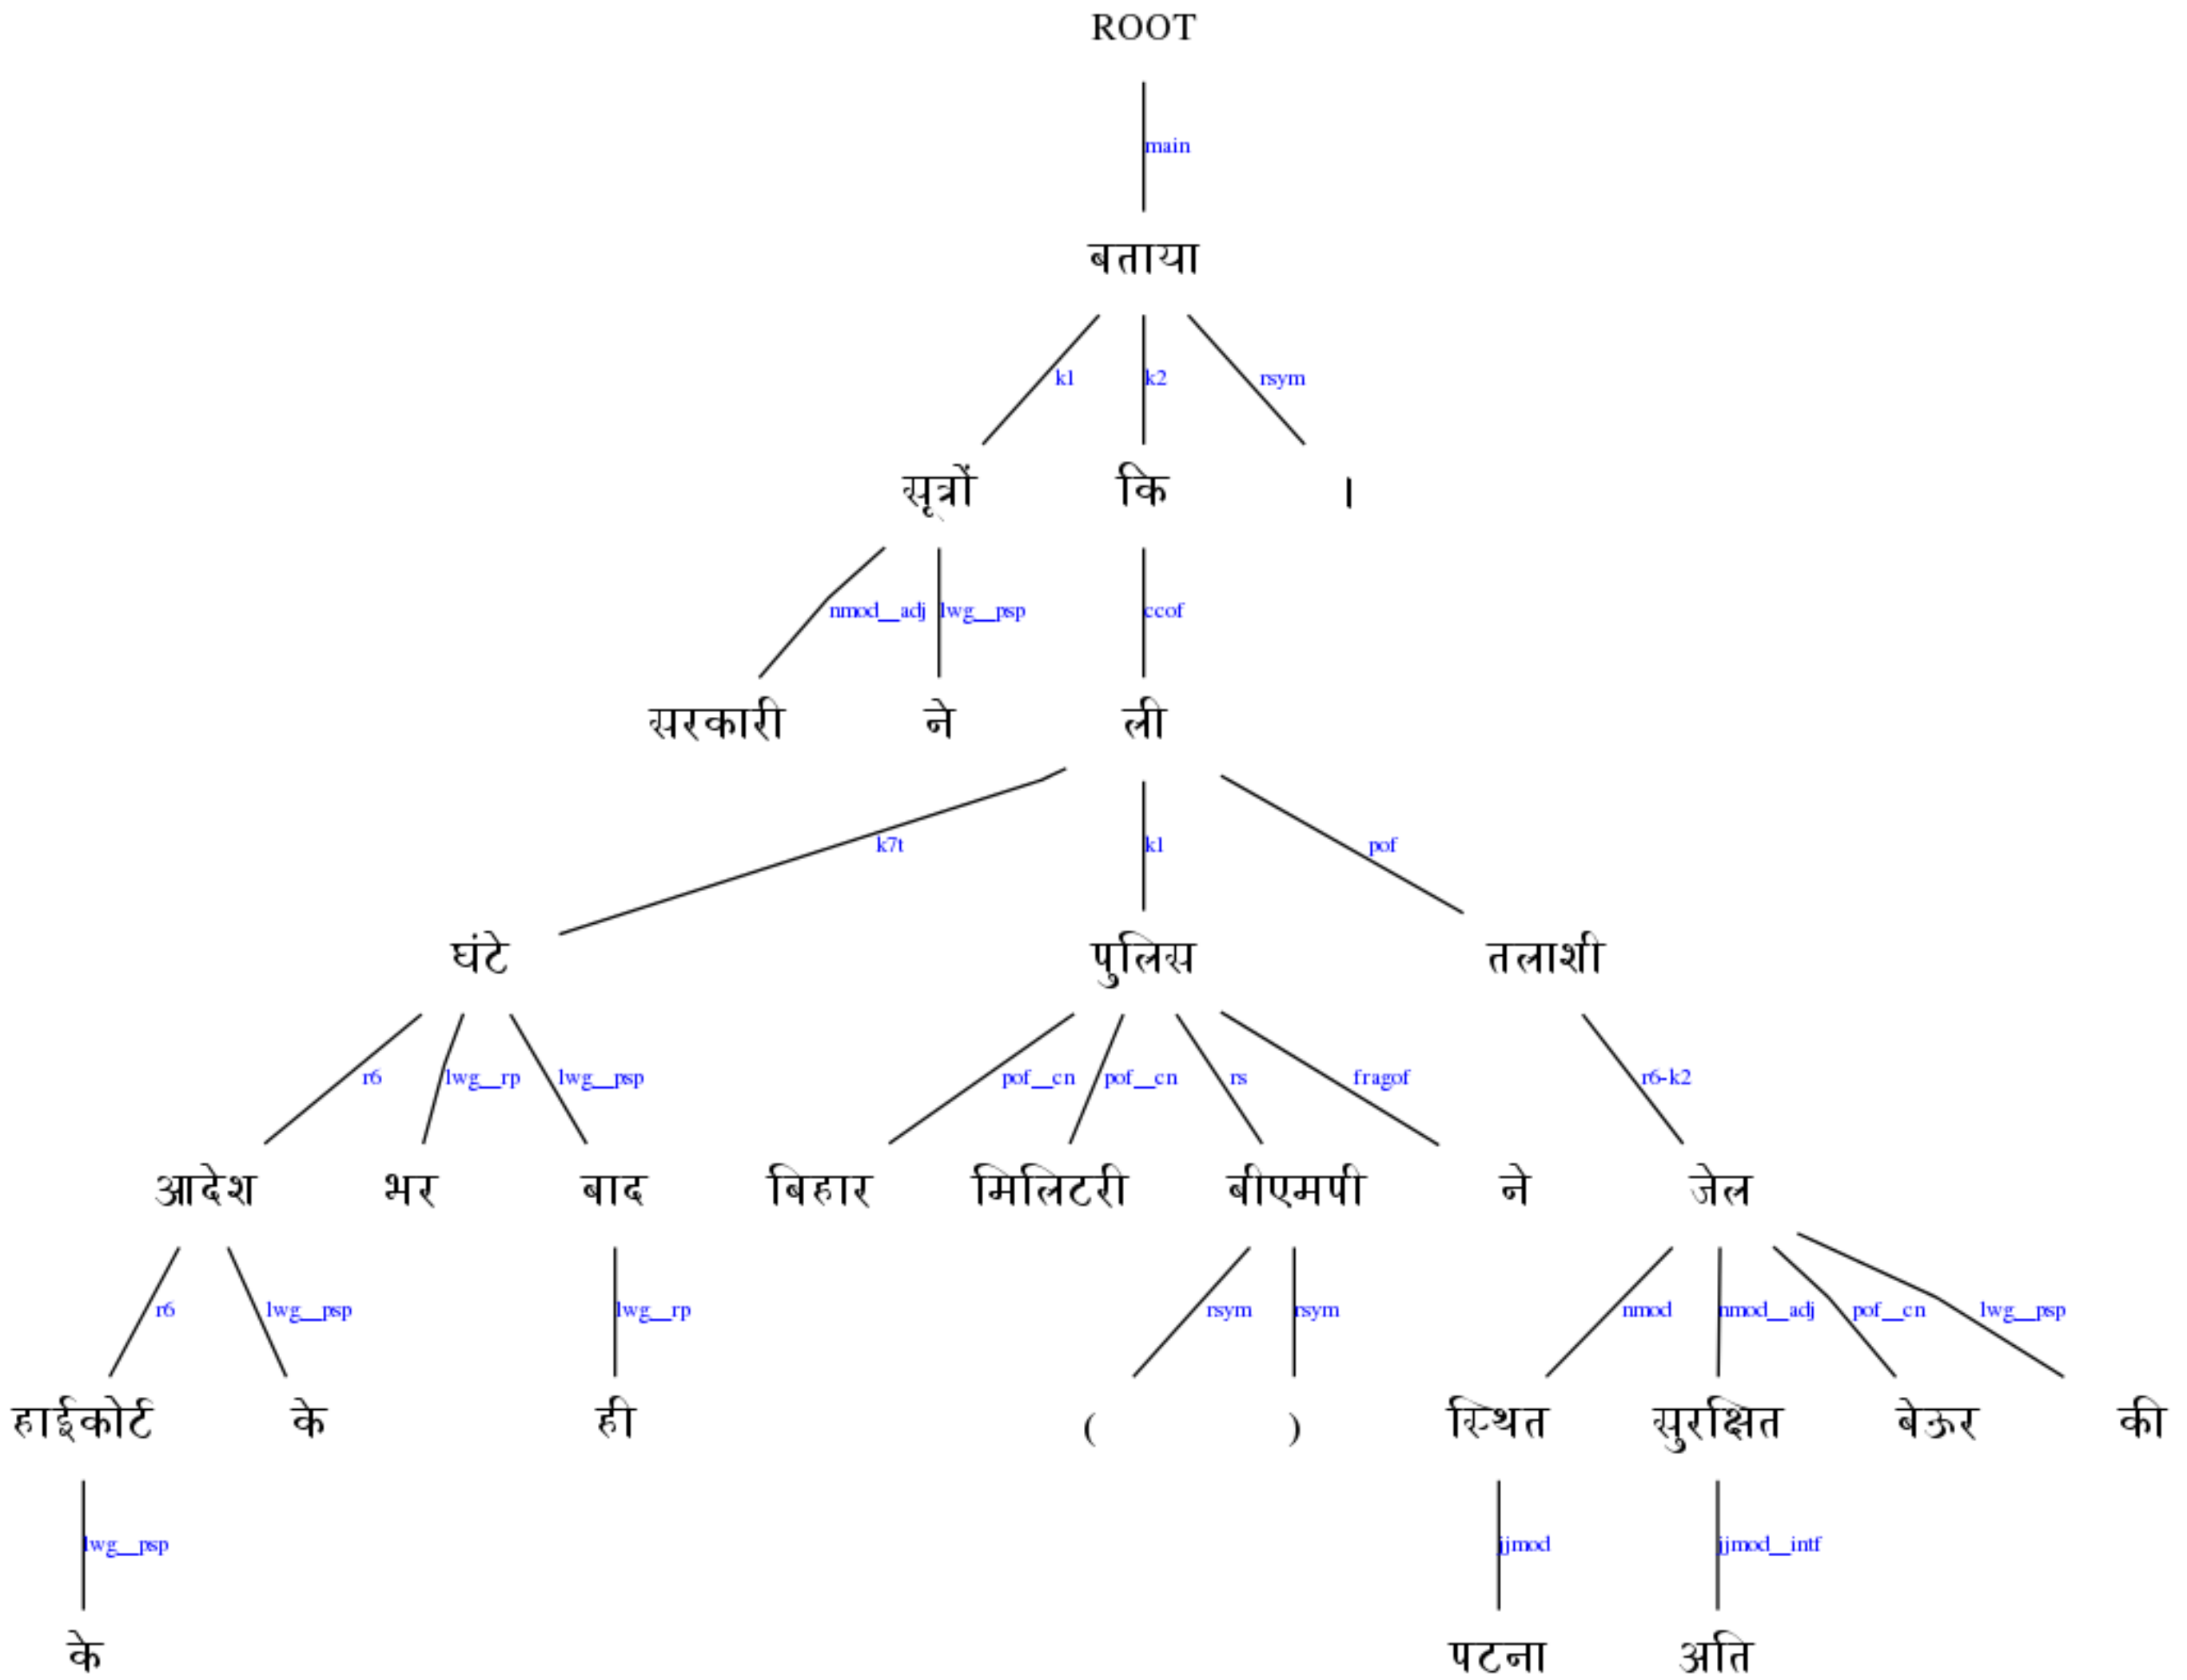 ROOT
main
बताया
k1 k2 rsym
सूत्रों कि ।
nmod__adj lwg__psp ccof
सरकारी ने ली
k7t k1 pof
घंटे पुलिस तलाशी
r6 lwg__rp lwg__psp pof__cn pof__cn rs fragof r6-k2
आदेश भर बाद बिहार मिलिटरी बीएमपी ने जेल
r6 lwg__psp lwg__rp rsym rsym nmod nmod__adj pof__cn lwg__psp
हाईकोर्ट के ही ( ) स्थित सुरक्षित बेऊर की
lwg__psp jjmod jjmod__intf
के पटना अति